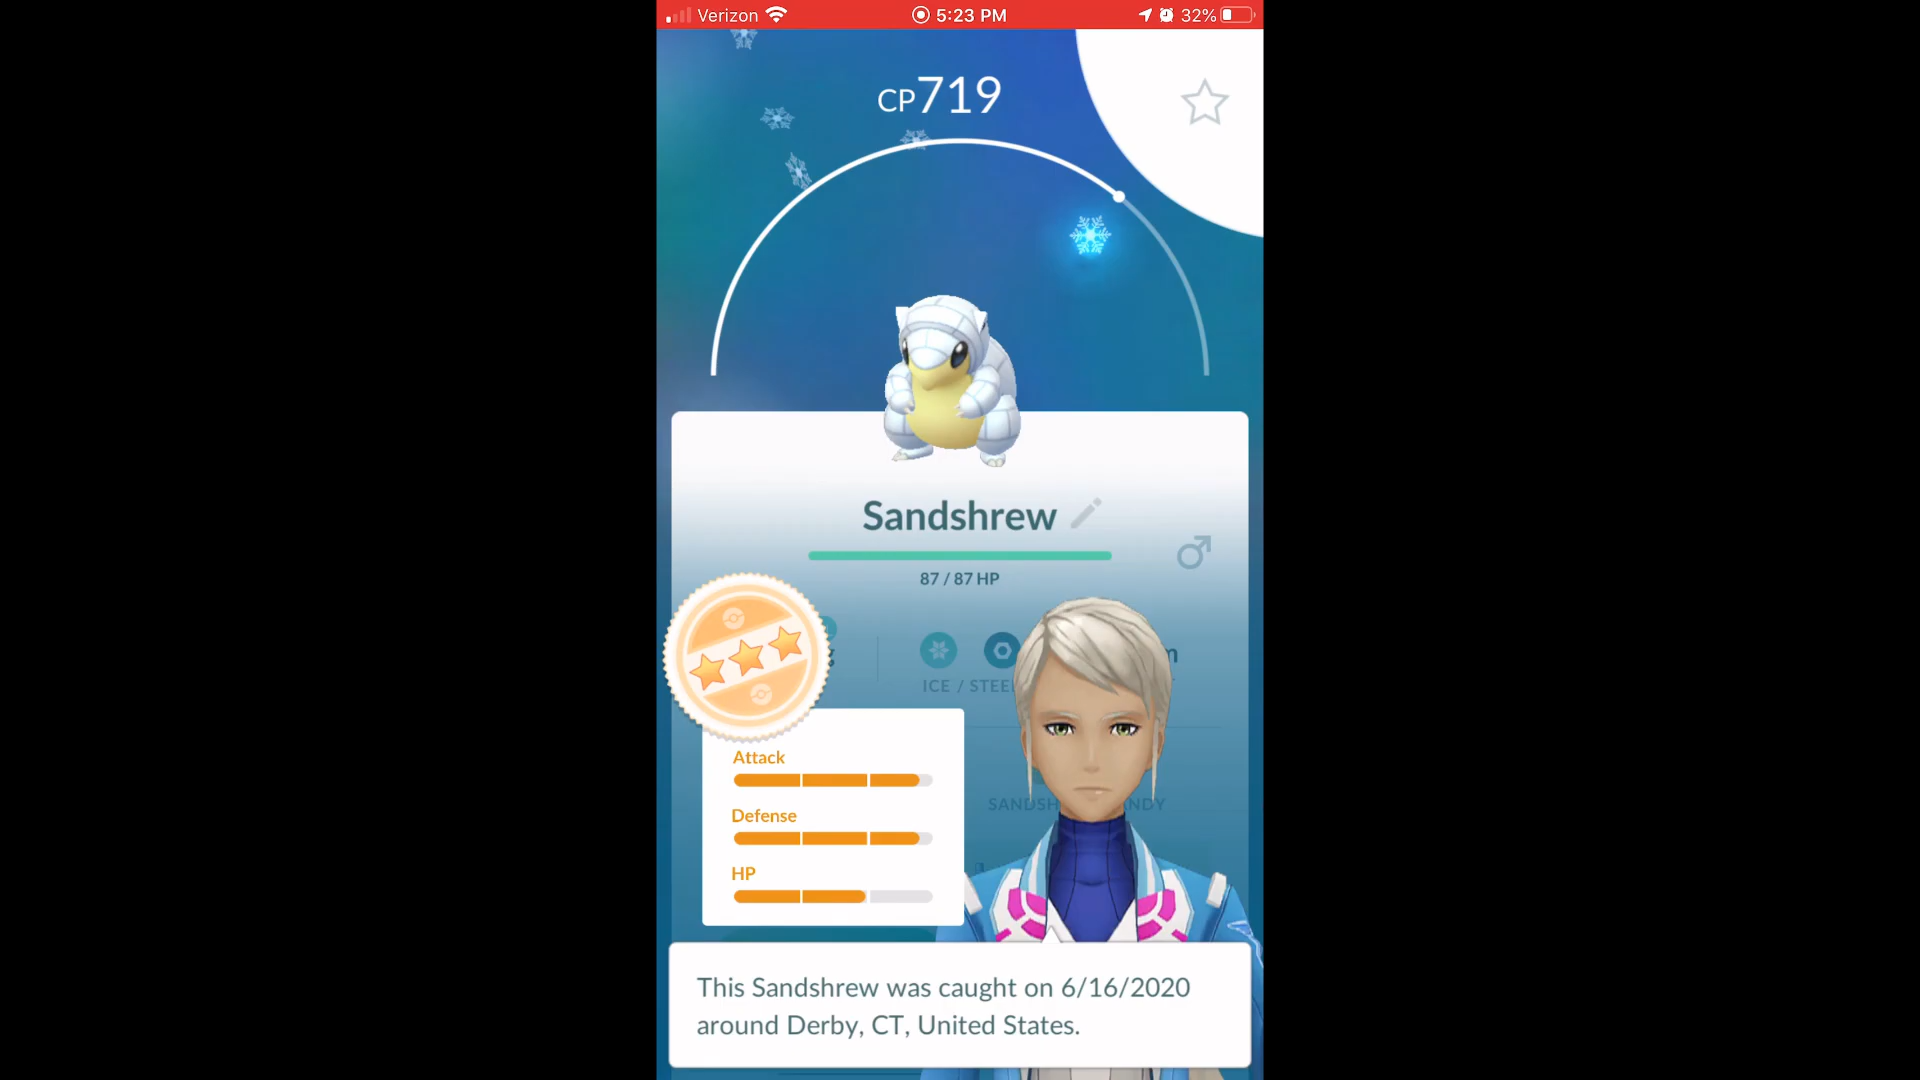 Verizon 5:23 PM 32%
CP719
Sandshrew
87 / 87 HP
ICE / STEE
Attack
Defense
HP
This Sandshrew was caught on 6/16/2020
around Derby, CT, United States.